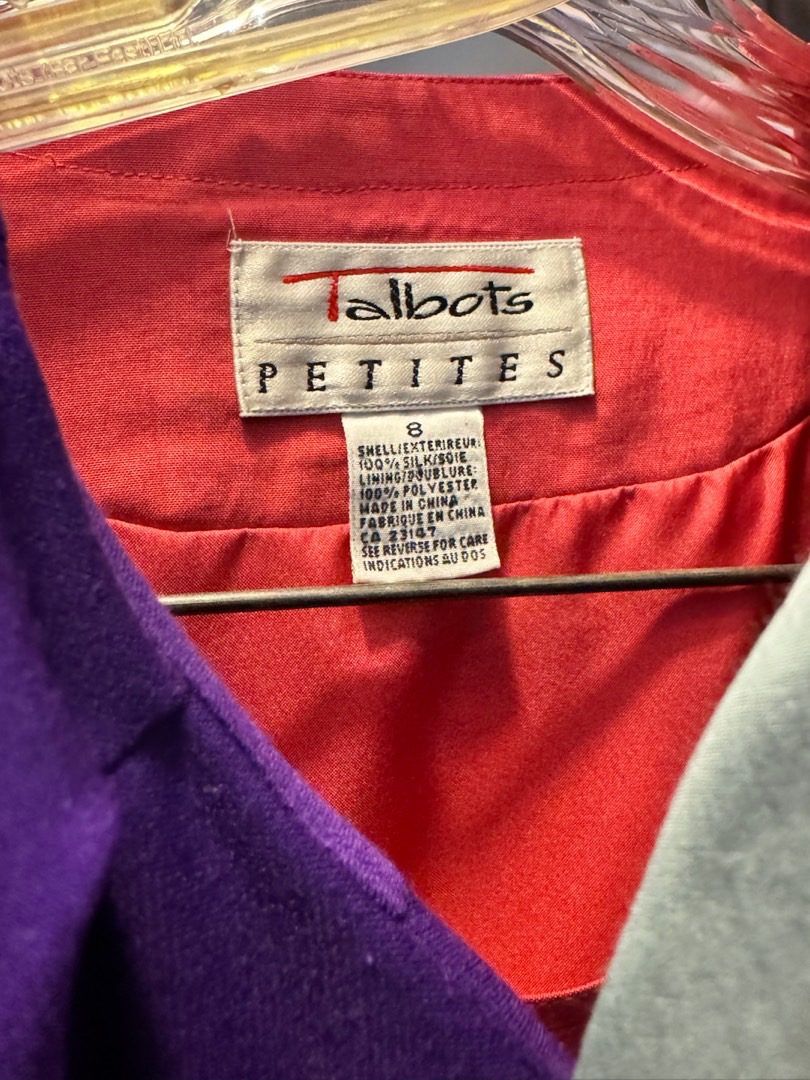 Talbots
PETITES
8
SHELL/EXTERIEUR:
100% SILK/SOIE
LINING/DOUBLURE:
100% POLYESTER
MADE IN CHINA
FABRIQUE EN CHINA
CA 23147
SEE REVERSE FOR CARE
INDICATIONS AU DOS